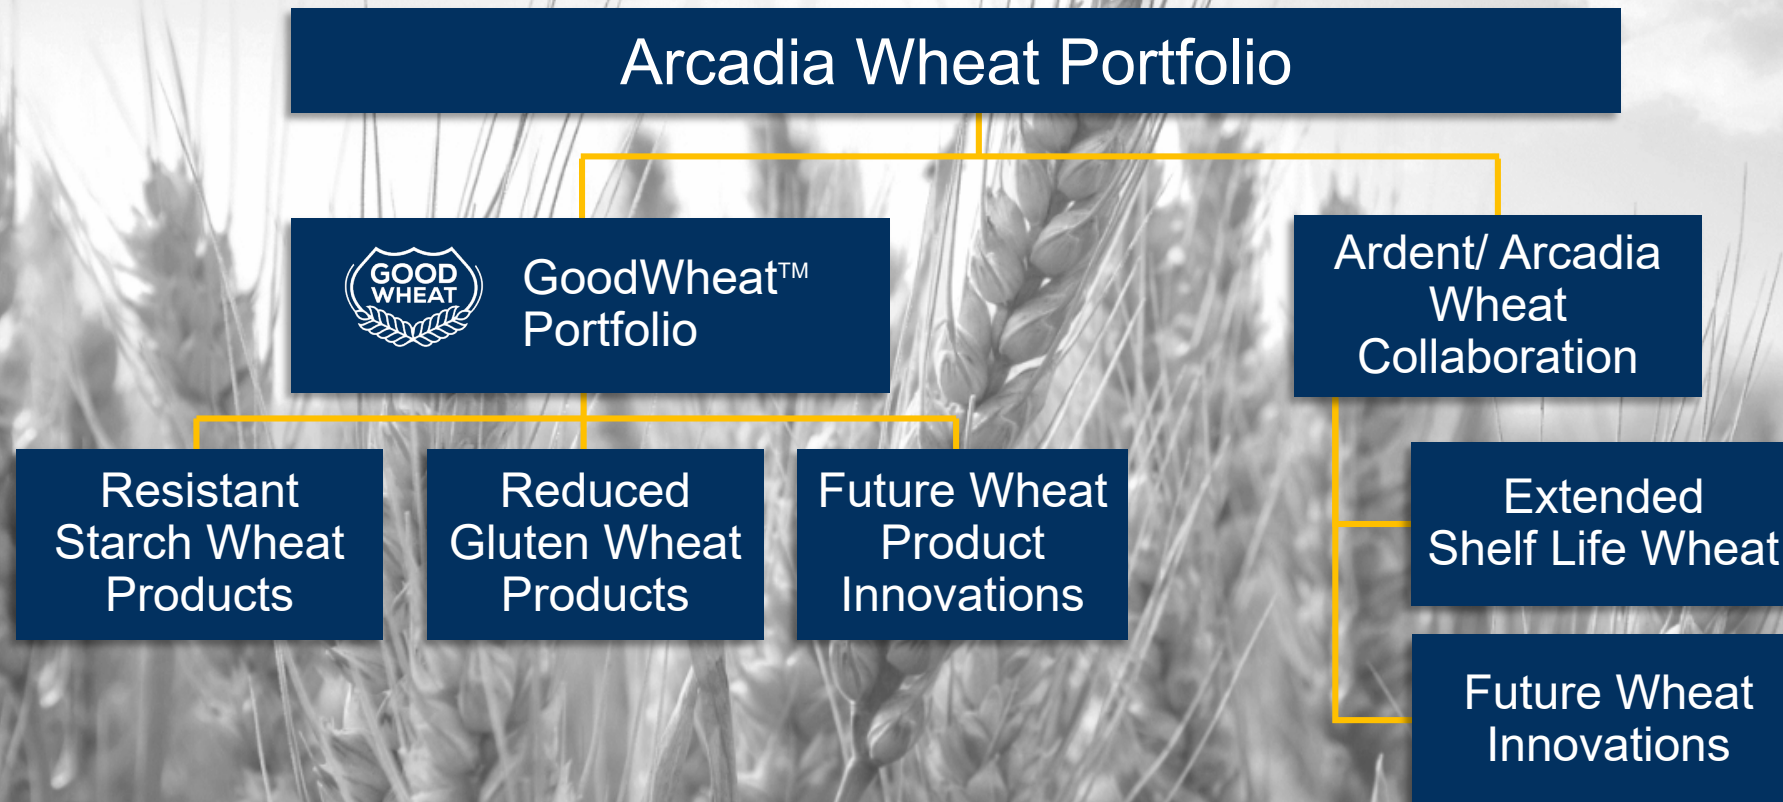 Arcadia Wheat Portfolio
GOOD
WHEAT
GoodWheat™
Portfolio
Ardent/ Arcadia
Wheat
Collaboration
Resistant
Starch Wheat
Products
Reduced
Gluten Wheat
Products
Future Wheat
Product
Innovations
Extended
Shelf Life Wheat
Future Wheat
Innovations